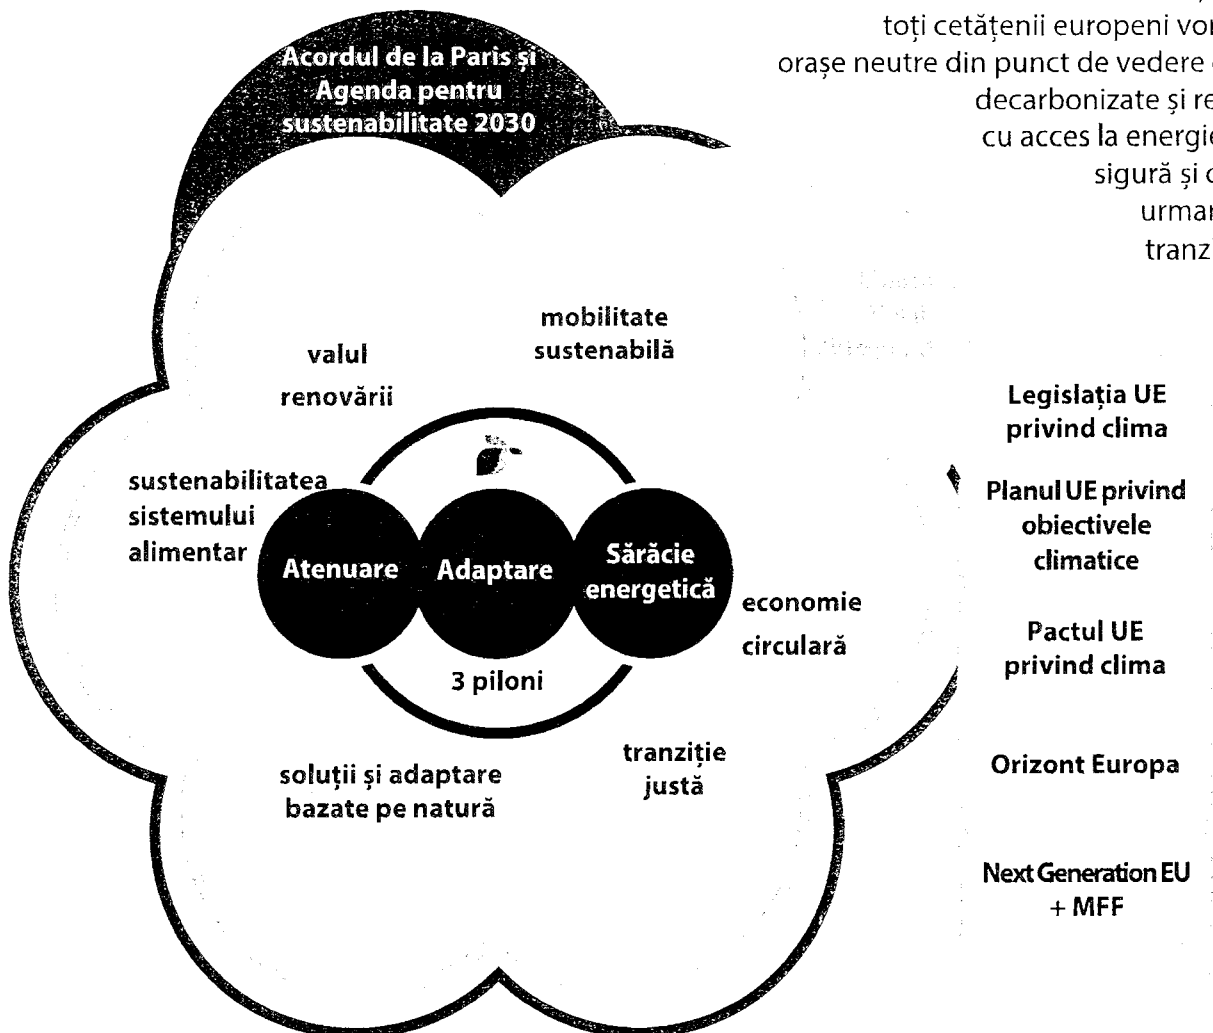 toți cetățenii europeni vor
orașe neutre din punct de vedere
decarbonizate și
cu acces la energie
sigură și
Acordul de la Paris și
Agenda pentru
sustenabilitate 2030
mobilitate
sustenabilă
valul
renovării
sustenabilitatea
sistemului
alimentar
Atenuare
Adaptare
Sărăcie
energetică
3 piloni
economie
circulară
tranziție
justă
soluții și adaptare
bazate pe natură
Legislația UE
privind clima
Planul UE privind
obiectivele
climatice
Pactul UE
privind clima
Orizont Europa
Next Generation EU
+ MFF